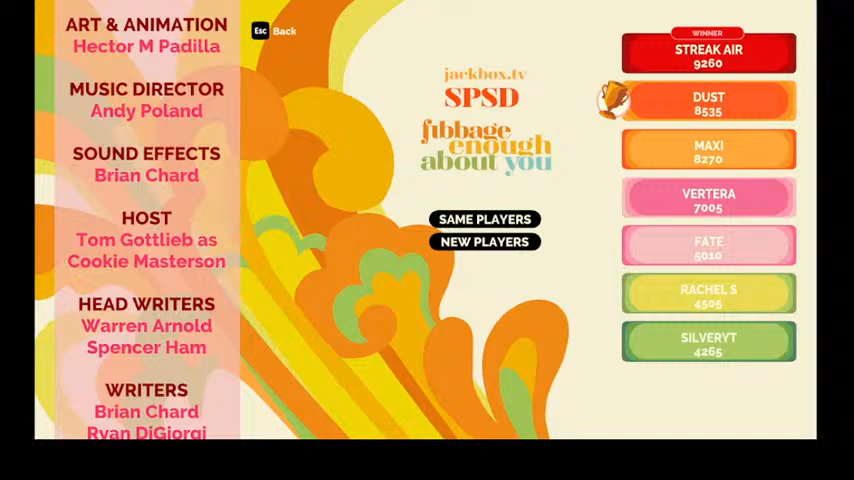 ART & ANIMATION
Hector M Padilla
MUSIC DIRECTOR
Andy Poland
SOUND EFFECTS
Brian Chard
HOST
Tom Gottlieb as
Cookie Masterson
HEAD WRITERS
Warren Arnold
Spencer Ham
WRITERS
Brian Chard
Ryan DiGiorgi
Esc Back
jackbox.tv
SPSD
fibbage
enough
about you
SAME PLAYERS
NEW PLAYERS
WINNER
STREAK AIR
9260
DUST
8535
MAXI
8270
VERTERA
7005
FATE
5010
RACHEL S
4505
SILVERYT
4265